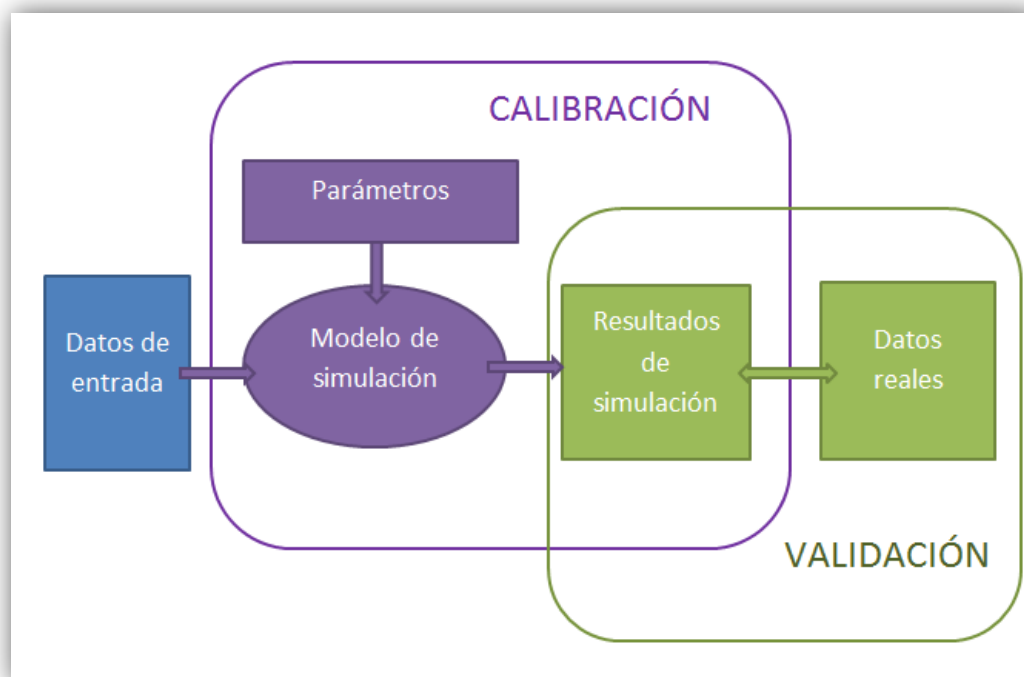 CALIBRACIÓN
Parámetros
Datos de
entrada
Modelo de
simulación
Resultados
de
simulación
Datos
reales
VALIDACIÓN